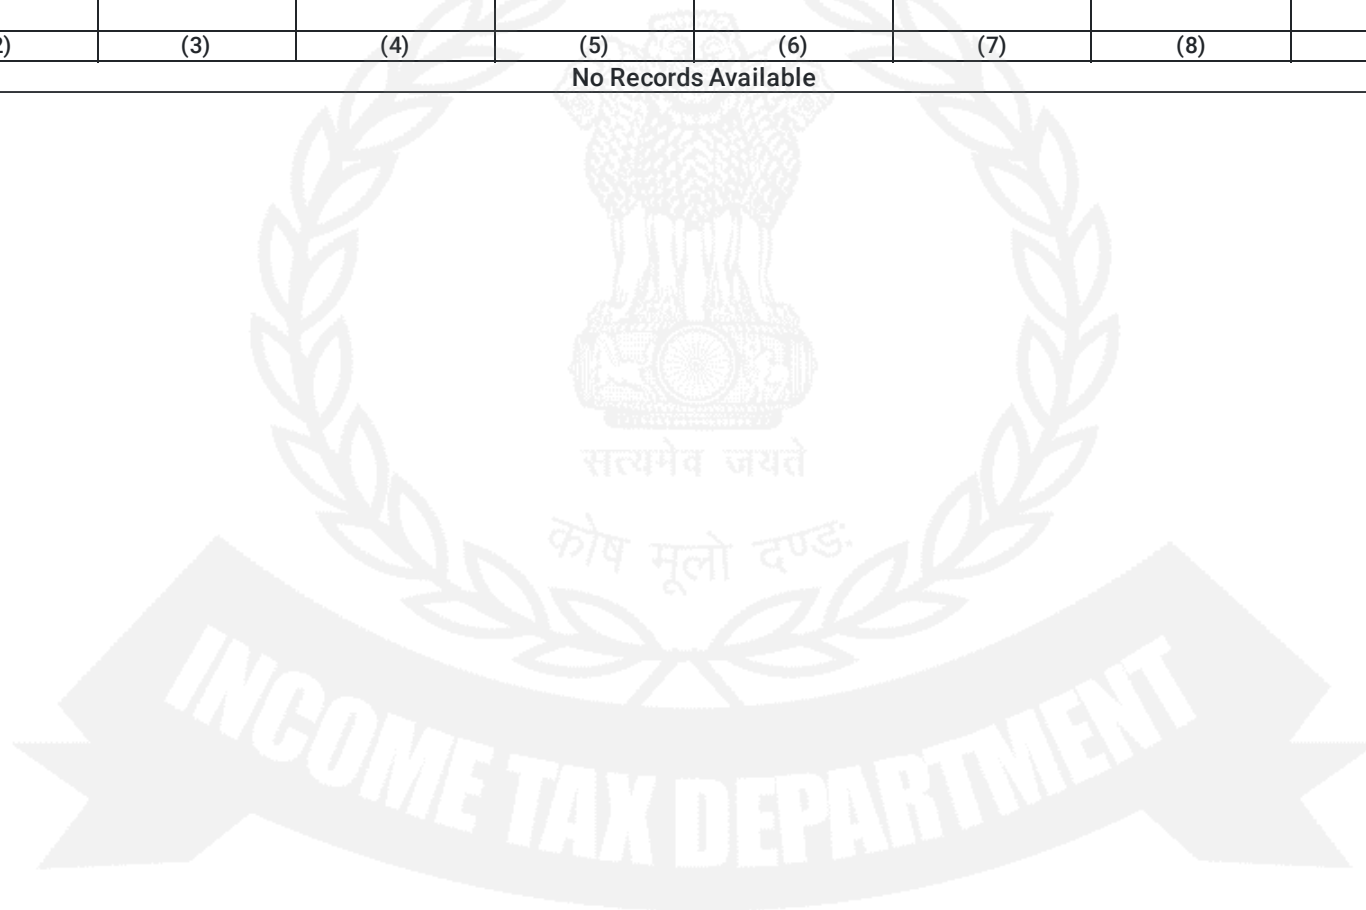 2) (3) (4) (5) (6) (7) (8)
No Records Available
सत्यमेव जयते
कोष मूलो दण्डः
INCOME TAX DEPARTMENT